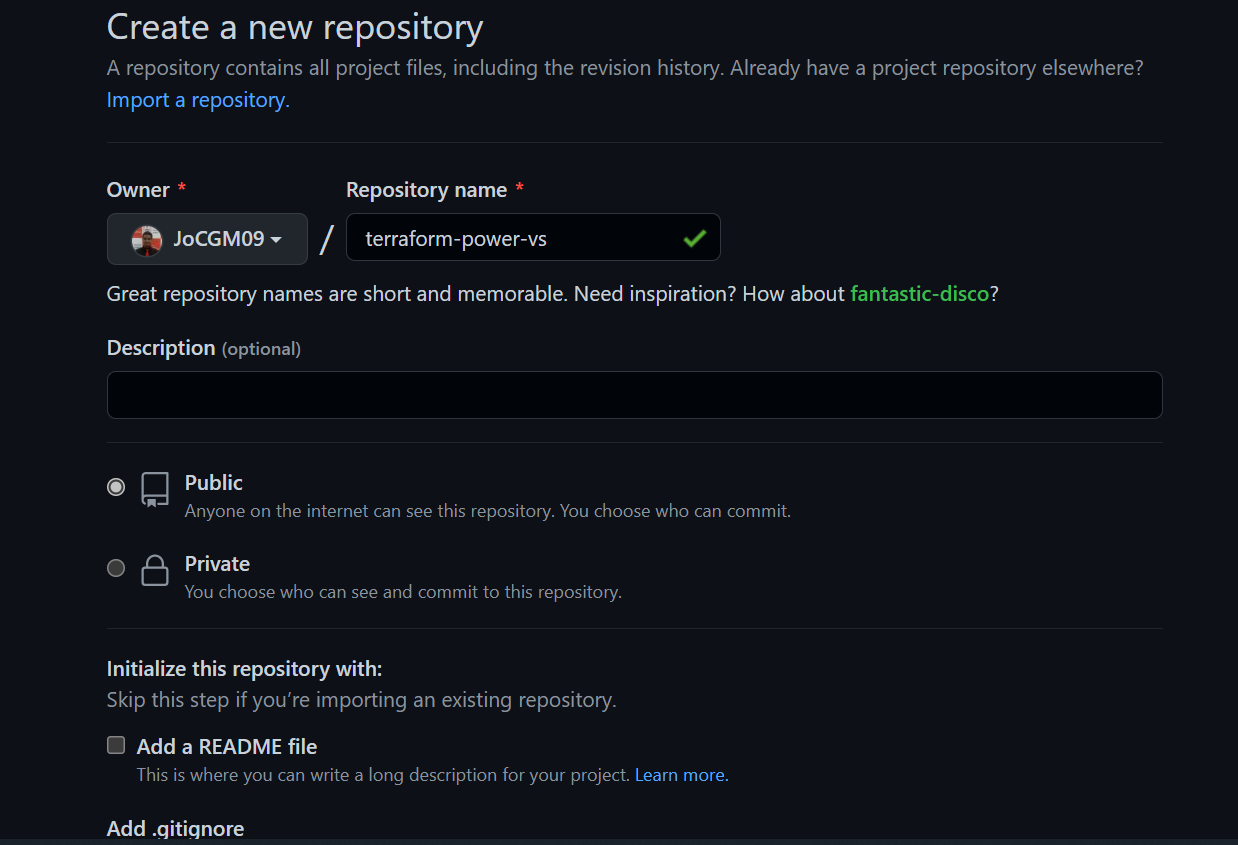 Create a new repository
A repository contains all project files, including the revision history. Already have a project repository elsewhere?
Import a repository.
Owner * Repository name *
JoCGM09 / terraform-power-vs
Great repository names are short and memorable. Need inspiration? How about fantastic-disco?
Description (optional)
Public
Anyone on the internet can see this repository. You choose who can commit.
Private
You choose who can see and commit to this repository.
Initialize this repository with:
Skip this step if you’re importing an existing repository.
Add a README file
This is where you can write a long description for your project. Learn more.
Add .gitignore